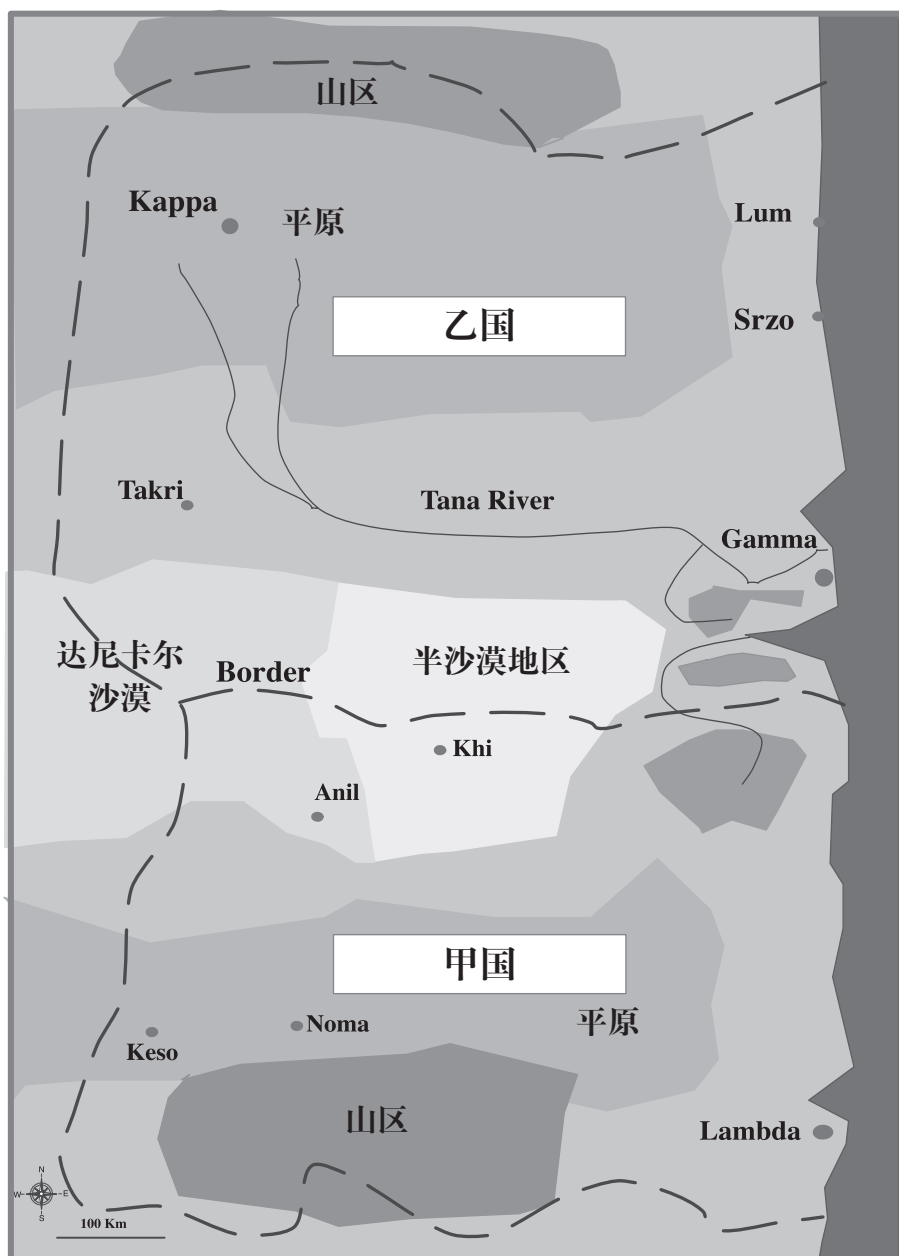 山区
Kappa
平原
Lum
乙国
Srzo
Takri
Tana River
Gamma
达尼卡尔
沙漠
Border
半沙漠地区
Khi
Anil
甲国
Noma
平原
Keso
山区
Lambda
N
W
E
S
100 Km